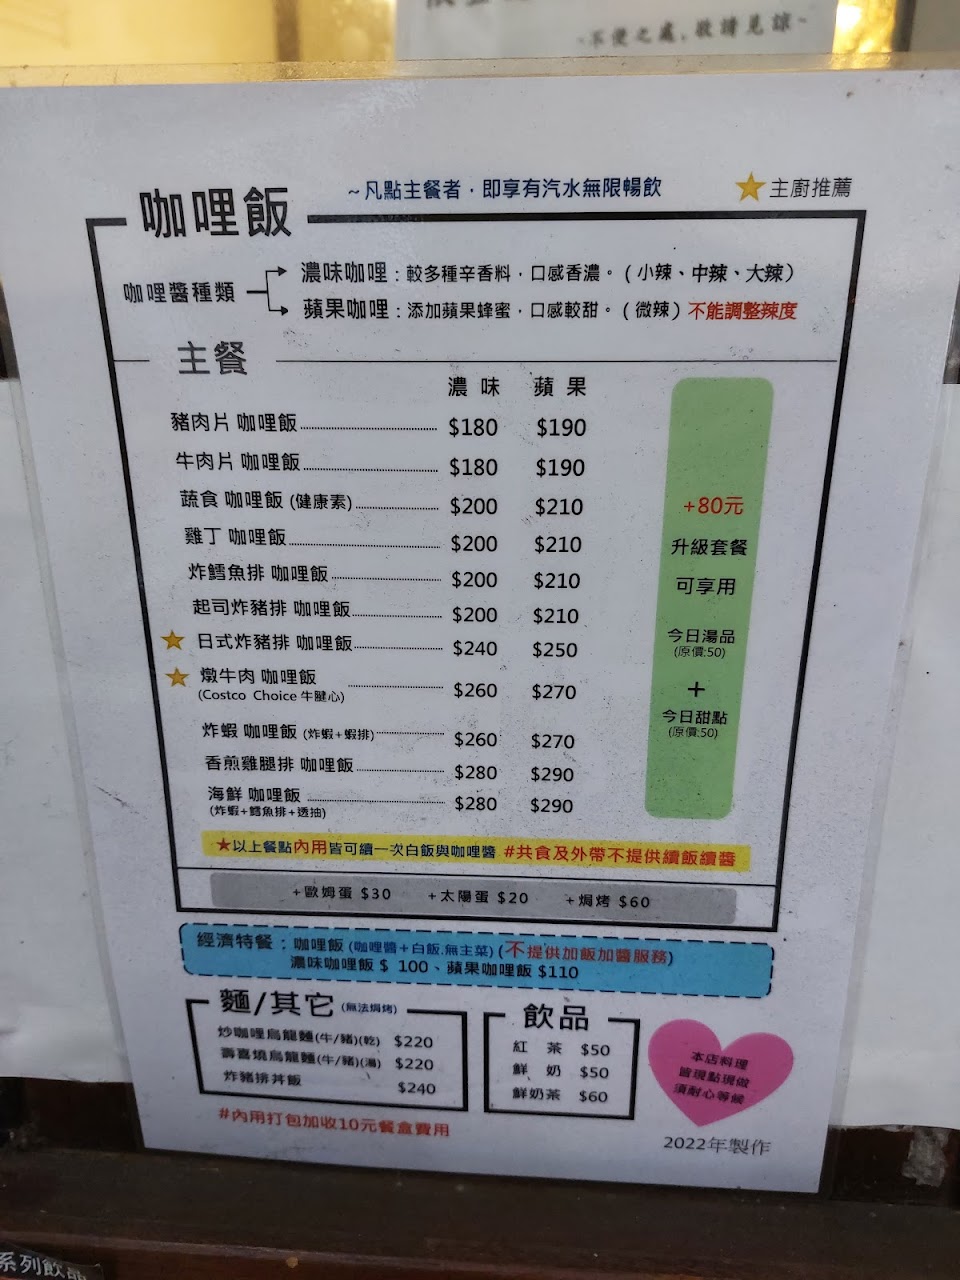 ~不便之處,敬請見諒~
咖哩飯 ~凡點主餐者，即享有汽水無限暢飲 ★主廚推薦
咖哩醬種類
濃味咖哩：較多種辛香料，口感香濃。(小辣、中辣、大辣)
蘋果咖哩：添加蘋果蜂蜜，口感較甜。(微辣) 不能調整辣度
主餐
濃味 蘋果
豬肉片 咖哩飯 $180 $190
牛肉片 咖哩飯 $180 $190
蔬食 咖哩飯 (健康素) $200 $210
雞丁 咖哩飯 $200 $210
炸鱈魚排 咖哩飯 $200 $210
起司炸豬排 咖哩飯 $200 $210
★ 日式炸豬排 咖哩飯 $240 $250
★ 燉牛肉 咖哩飯 $260 $270
(Costco Choice 牛腱心)
炸蝦 咖哩飯 (炸蝦+蝦排) $260 $270
香煎雞腿排 咖哩飯 $280 $290
海鮮 咖哩飯 $280 $290
(炸蝦+鱈魚排+透抽)
+80元
升級套餐
可享用
今日湯品
(原價:50)
+
今日甜點
(原價:50)
★以上餐點內用皆可續一次白飯與咖哩醬 #共食及外帶不提供續飯續醬
+歐姆蛋 $30 +太陽蛋 $20 +焗烤 $60
經濟特餐：咖哩飯 (咖哩醬+白飯.無主菜) (不提供加飯加醬服務)
濃味咖哩飯 $ 100、蘋果咖哩飯 $110
麵/其它 (無法焗烤)
炒咖哩烏龍麵(牛/豬)(乾) $220
壽喜燒烏龍麵(牛/豬)(湯) $220
炸豬排丼飯 $240
#內用打包加收10元餐盒費用
飲品
紅 茶 $50
鮮 奶 $50
鮮奶茶 $60
本店料理
皆現點現做
須耐心等候
2022年製作
系列飲品